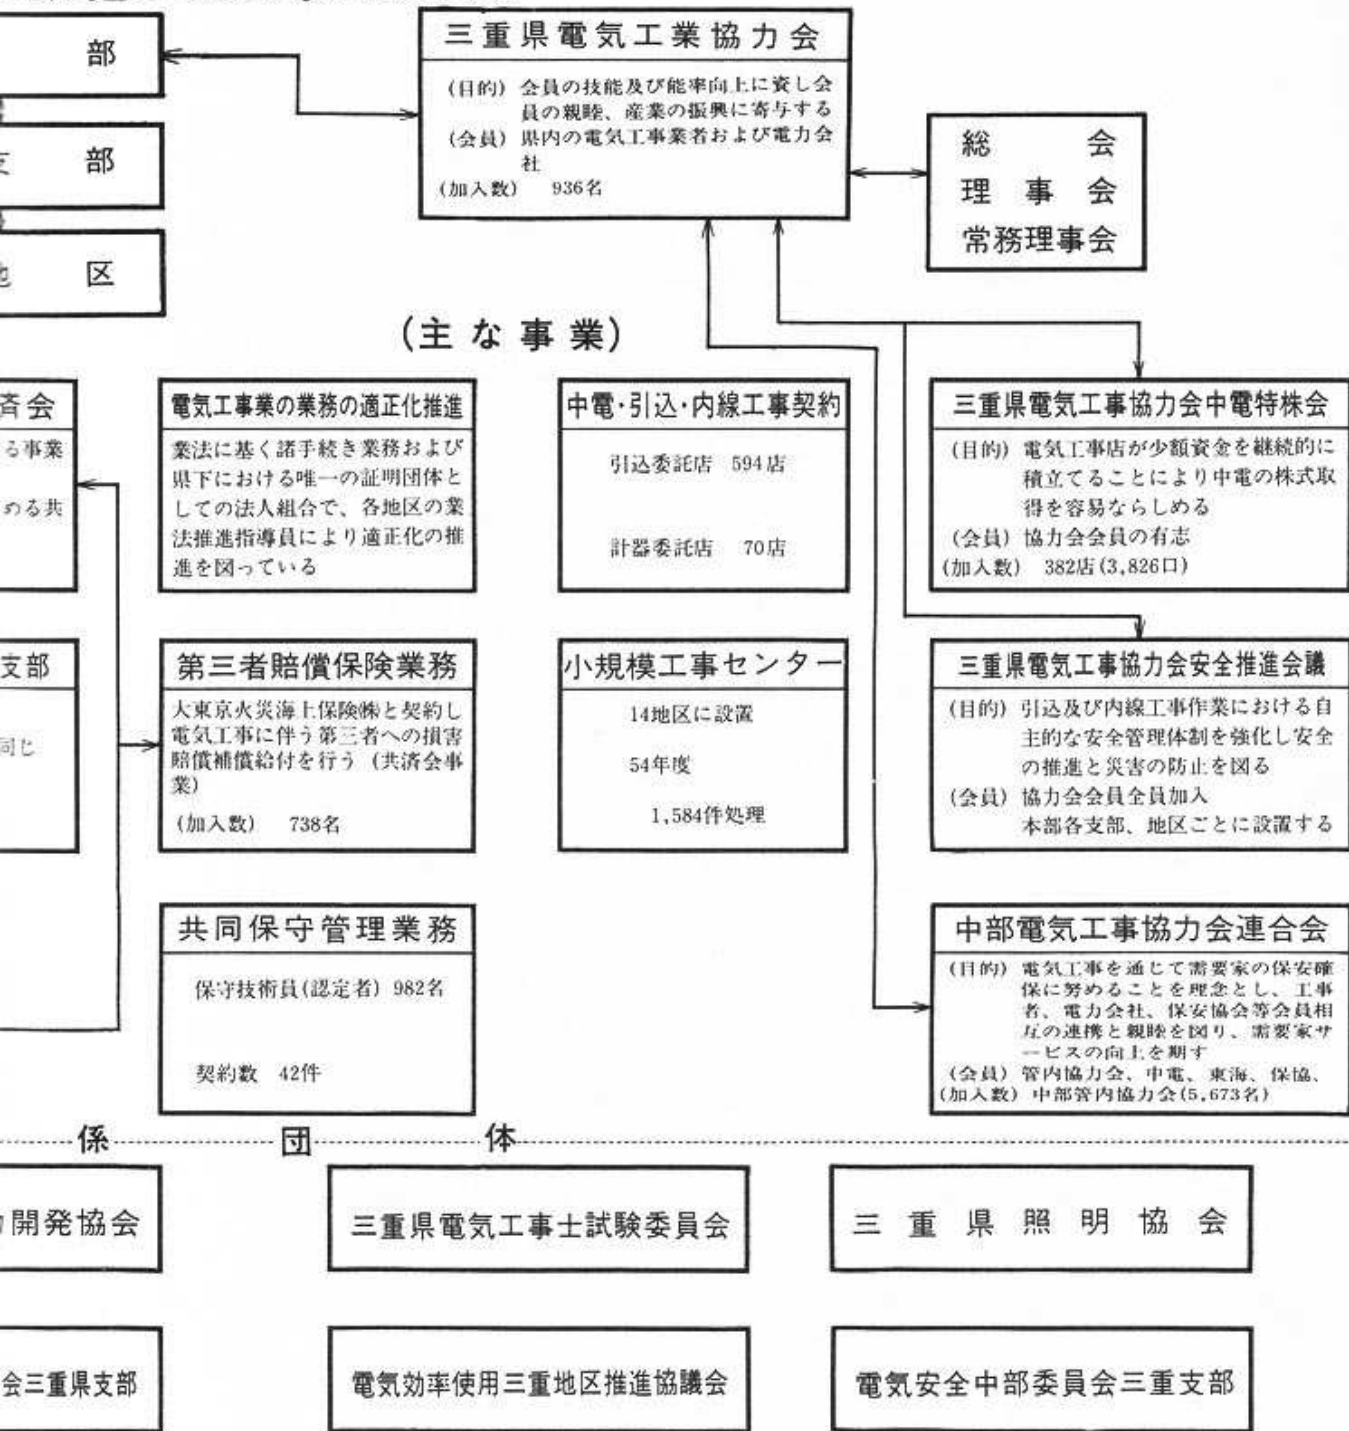 部
支部
地区
三重県電気工業協力会
(目的) 会員の技能及び能率向上に資し会
員の親睦、産業の振興に寄与する
(会員) 県内の電気工事業者および電力会
社
(加入数) 936名
総会
理事会
常務理事会
(主な事業)
済会
る事業
める共
電気工事業の業務の適正化推進
業法に基く諸手続き業務および
県下における唯一の証明団体と
しての法人組合で、各地区の業
法推進指導員により適正化の推
進を図っている
中電・引込・内線工事契約
引込委託店 594店
計器委託店 70店
三重県電気工事協力会中電特株会
(目的) 電気工事店が少額資金を継続的に
積立てることにより中電の株式取
得を容易ならしめる
(会員) 協力会会員の有志
(加入数) 382店(3,826口)
支部
同じ
第三者賠償保険業務
大東京火災海上保険㈱と契約し
電気工事に伴う第三者への損害
賠償補償給付を行う (共済会事
業)
(加入数) 738名
小規模工事センター
14地区に設置
54年度
1,584件処理
三重県電気工事協力会安全推進会議
(目的) 引込及び内線工事作業における自
主的な安全管理体制を強化し安全
の推進と災害の防止を図る
(会員) 協力会会員全員加入
本部各支部、地区ごとに設置する
共同保守管理業務
保守技術員(認定者) 982名
契約数 42件
中部電気工事協力会連合会
(目的) 電気工事を通じて需要家の保安確
保に努めることを理念とし、工事
者、電力会社、保安協会等会員相
互の連携と親睦を図り、需要家サ
ービスの向上を期す
(会員) 管内協力会、中電、東海、保協、
(加入数) 中部管内協力会(5,673名)
係団体
開発協会
三重県電気工事士試験委員会
三重県照明協会
会三重県支部
電気効率使用三重地区推進協議会
電気安全中部委員会三重支部